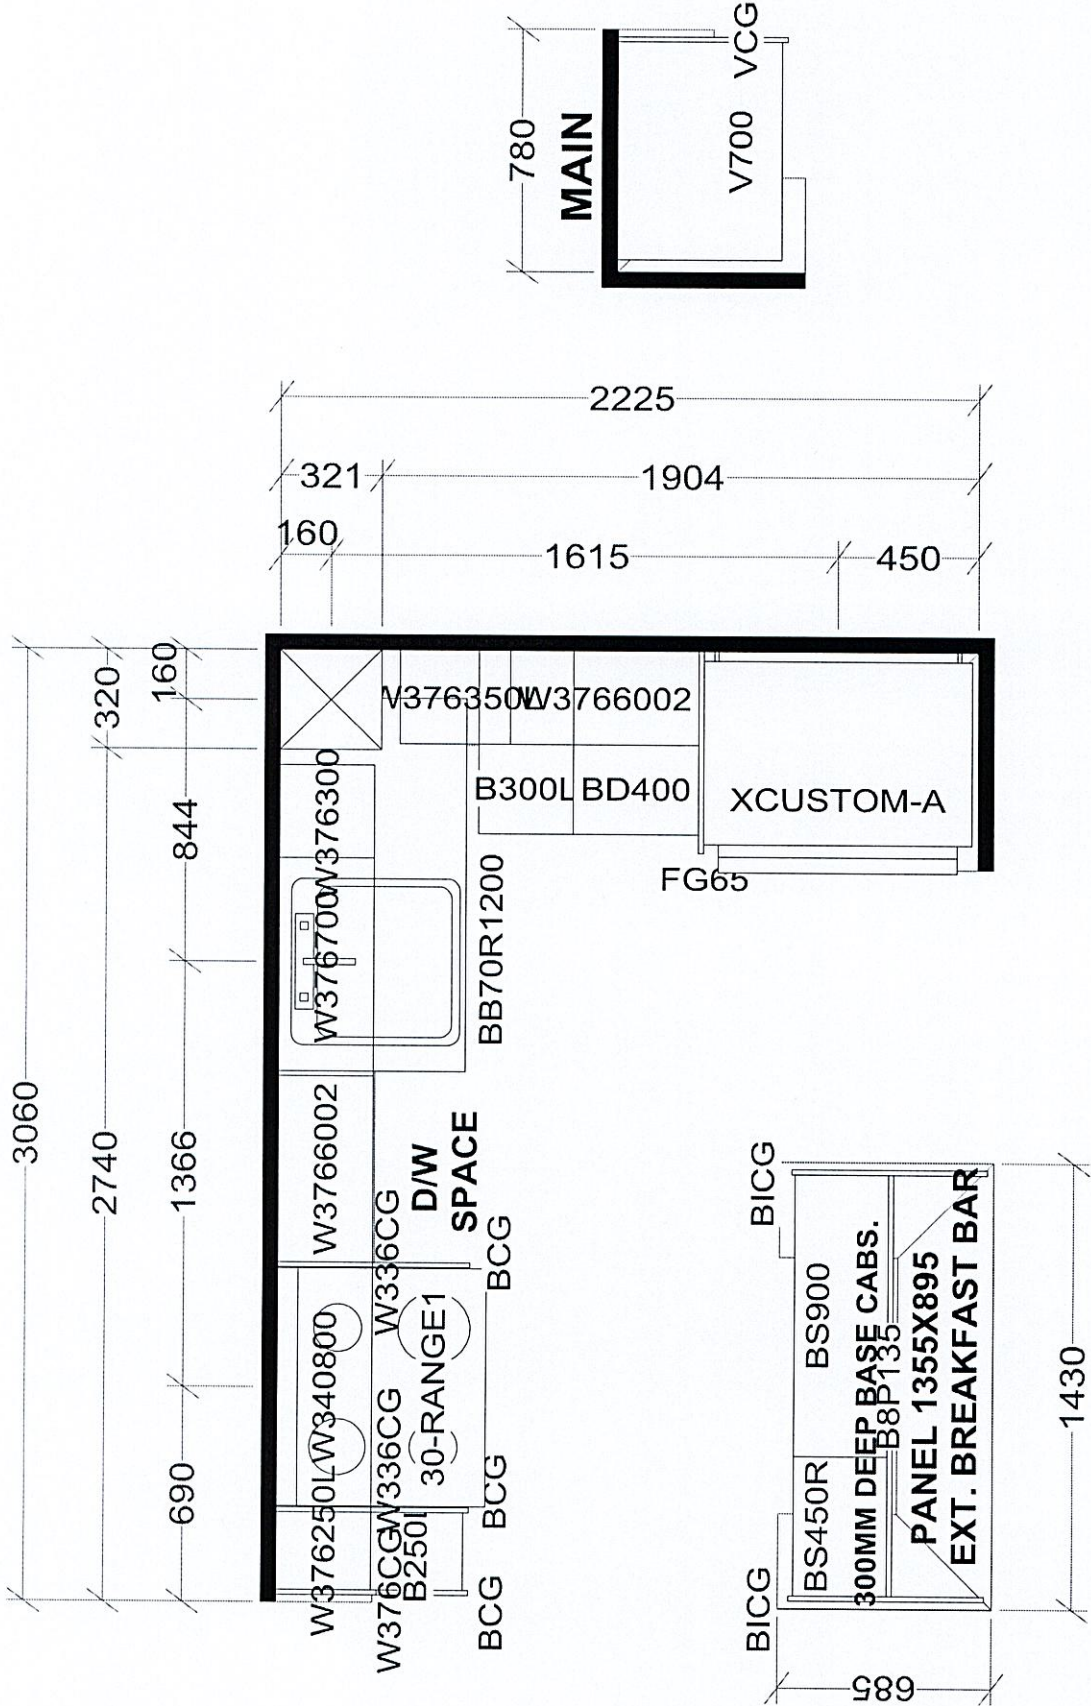 3060
320
2740
160
844
1366
690
2225
321
1904
160
1615
450
780
MAIN
V700
VCG
W376300
W376700
W3766002
W340800
W376250L
W376350L
W3766002
B300L
BD400
XCUSTOM-A
FG65
BB70R1200
D/W
SPACE
W336CG
BCG
30-RANGE1
W336CG
BCG
W376CG
B250L
BCG
BICG
BS900
BS450R
300MM DEEP BASE CABS.
B8P135
PANEL 1355X895
EXT. BREAKFAST BAR
BICG
1430
685